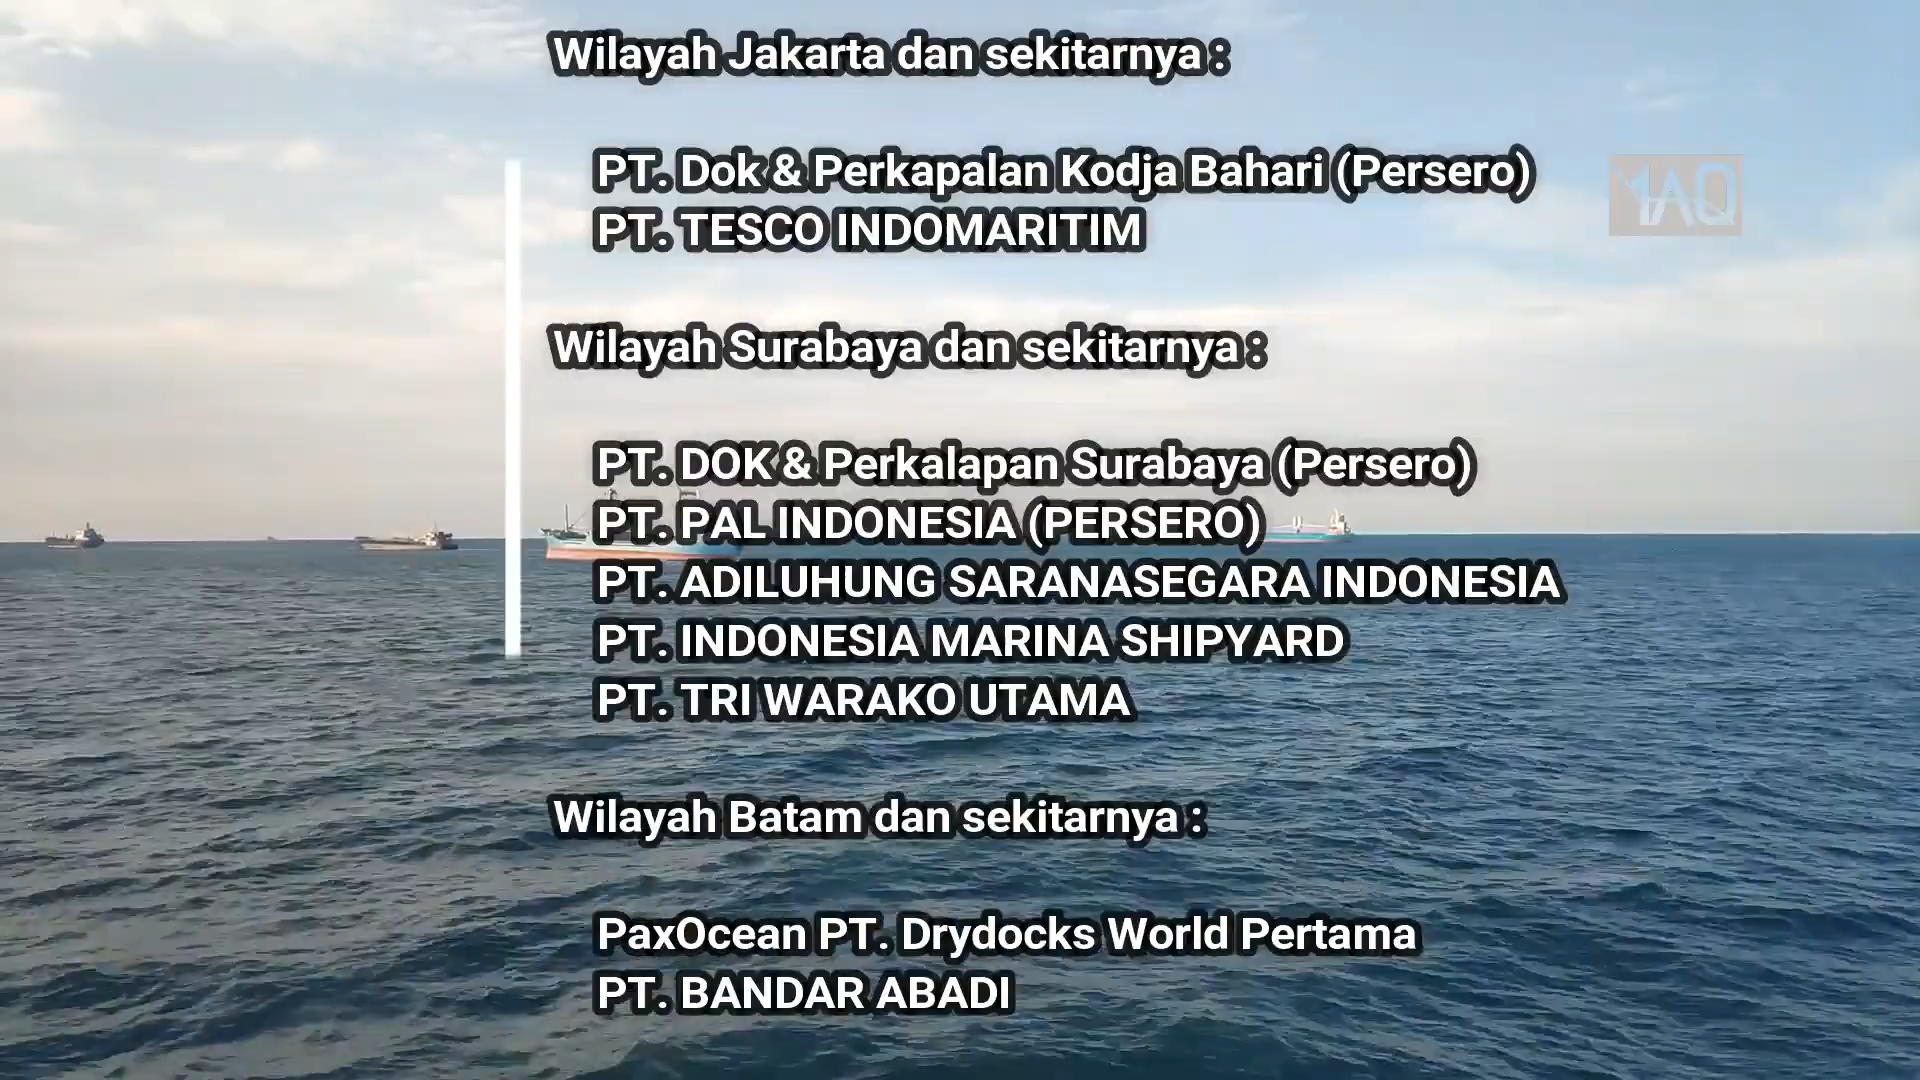 Wilayah Jakarta dan sekitarnya :
PT. Dok & Perkapalan Kodja Bahari (Persero)
PT. TESCO INDOMARITIM
1AQ
Wilayah Surabaya dan sekitarnya :
PT. DOK & Perkalapan Surabaya (Persero)
PT. PAL INDONESIA (PERSERO)
PT. ADILUHUNG SARANASEGARA INDONESIA
PT. INDONESIA MARINA SHIPYARD
PT. TRI WARAKO UTAMA
Wilayah Batam dan sekitarnya :
PaxOcean PT. Drydocks World Pertama
PT. BANDAR ABADI